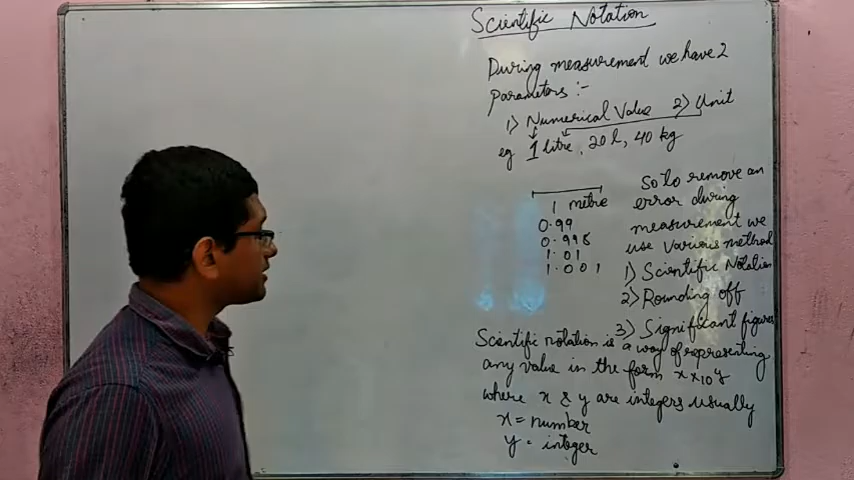 Scientific Notation
During measurement we have 2
parameters :-
1) Numerical Value 2) Unit
eg 1 litre, 20 l, 40 kg
1 metre
0.99
0.998
1.01
1.001
So to remove an
error during
measurement we
use various method
1) Scientific Notation
2) Rounding off
3) Significant figures
Scientific notation is a way of representing
any value in the form x × 10^y
where x & y are integers usually
x = number
y = integer